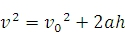 v² = v₀² + 2ah